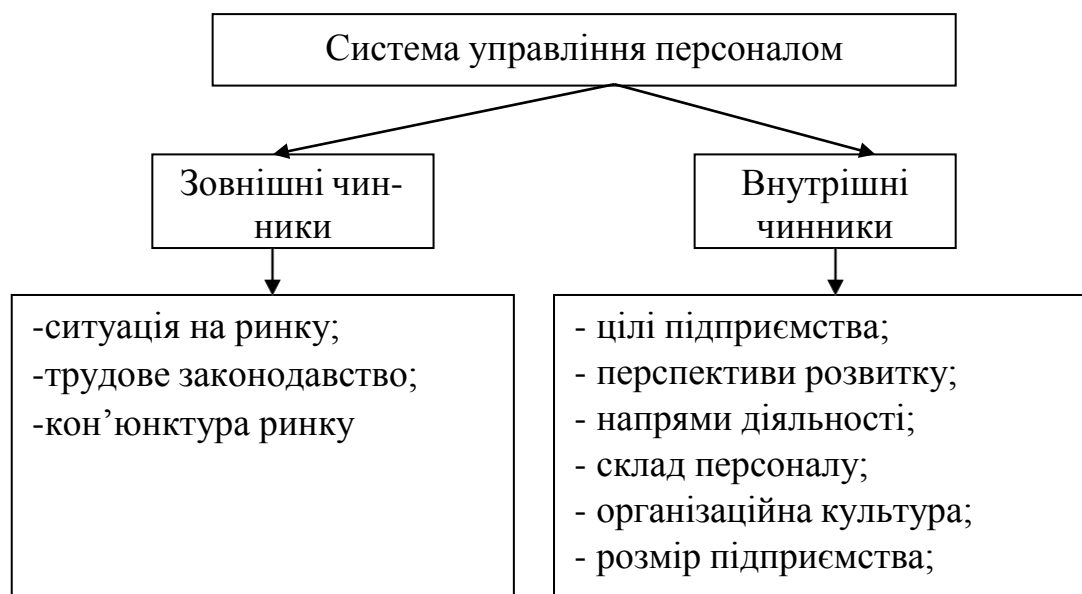 Система управління персоналом
Зовнішні чин-
ники
Внутрішні
чинники
-ситуація на ринку;
-трудове законодавство;
-кон’юнктура ринку
- цілі підприємства;
- перспективи розвитку;
- напрями діяльності;
- склад персоналу;
- організаційна культура;
- розмір підприємства;